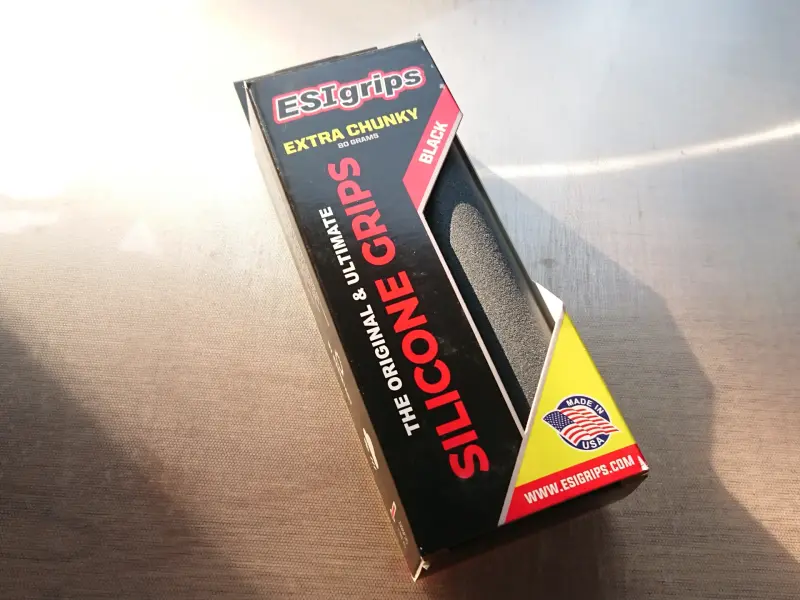 ESIgrips
EXTRA CHUNKY
80 GRAMS
BLACK
THE ORIGINAL & ULTIMATE
SILICONE GRIPS
MADE IN
USA
WWW.ESIGRIPS.COM